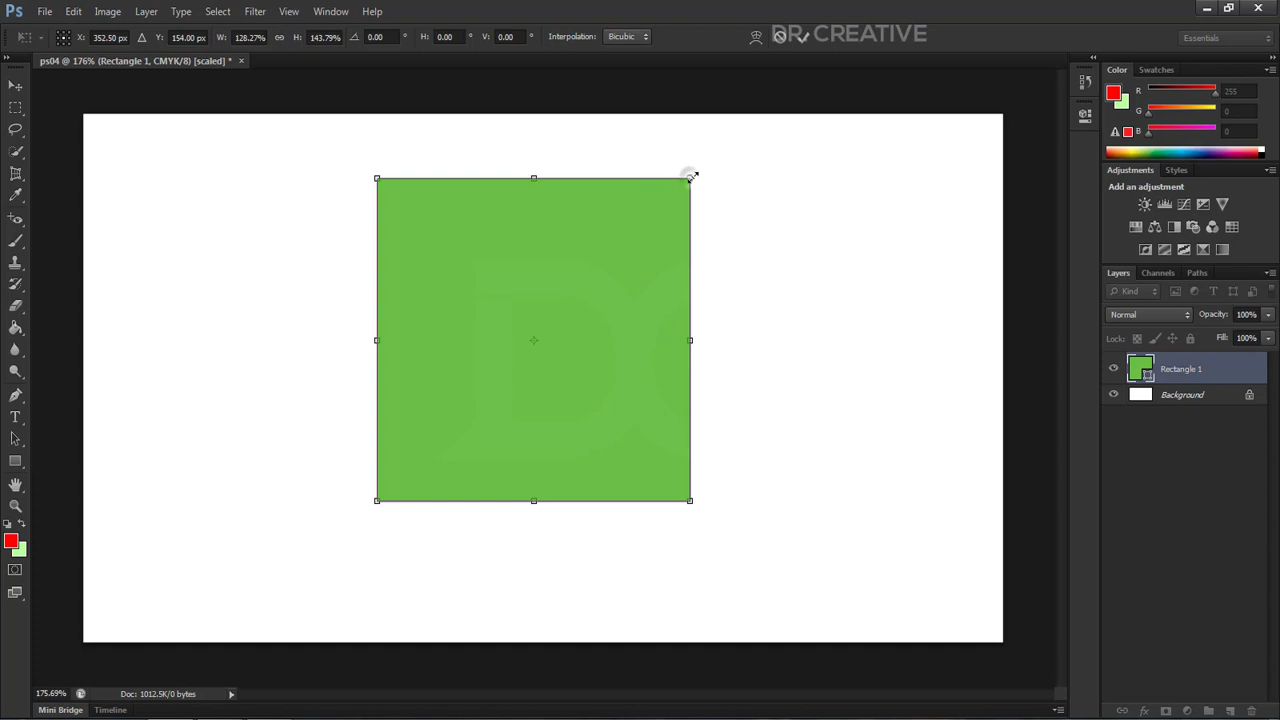 Ps File Edit Image Layer Type Select Filter View Window Help
X: 352.50 px Y: 154.00 px W: 128.27% H: 143.79% 0.00 ° H: 0.00 ° V: 0.00 ° Interpolation: Bicubic DR. CREATIVE Essentials
ps04 @ 176% (Rectangle 1, CMYK/8) [scaled] * ×
Color Swatches
R 255
G 0
B 0
Adjustments Styles
Add an adjustment
Layers Channels Paths
Kind
Normal Opacity: 100%
Lock: Fill: 100%
Rectangle 1
Background
175.69% Doc: 1012.5K/0 bytes
Mini Bridge Timeline